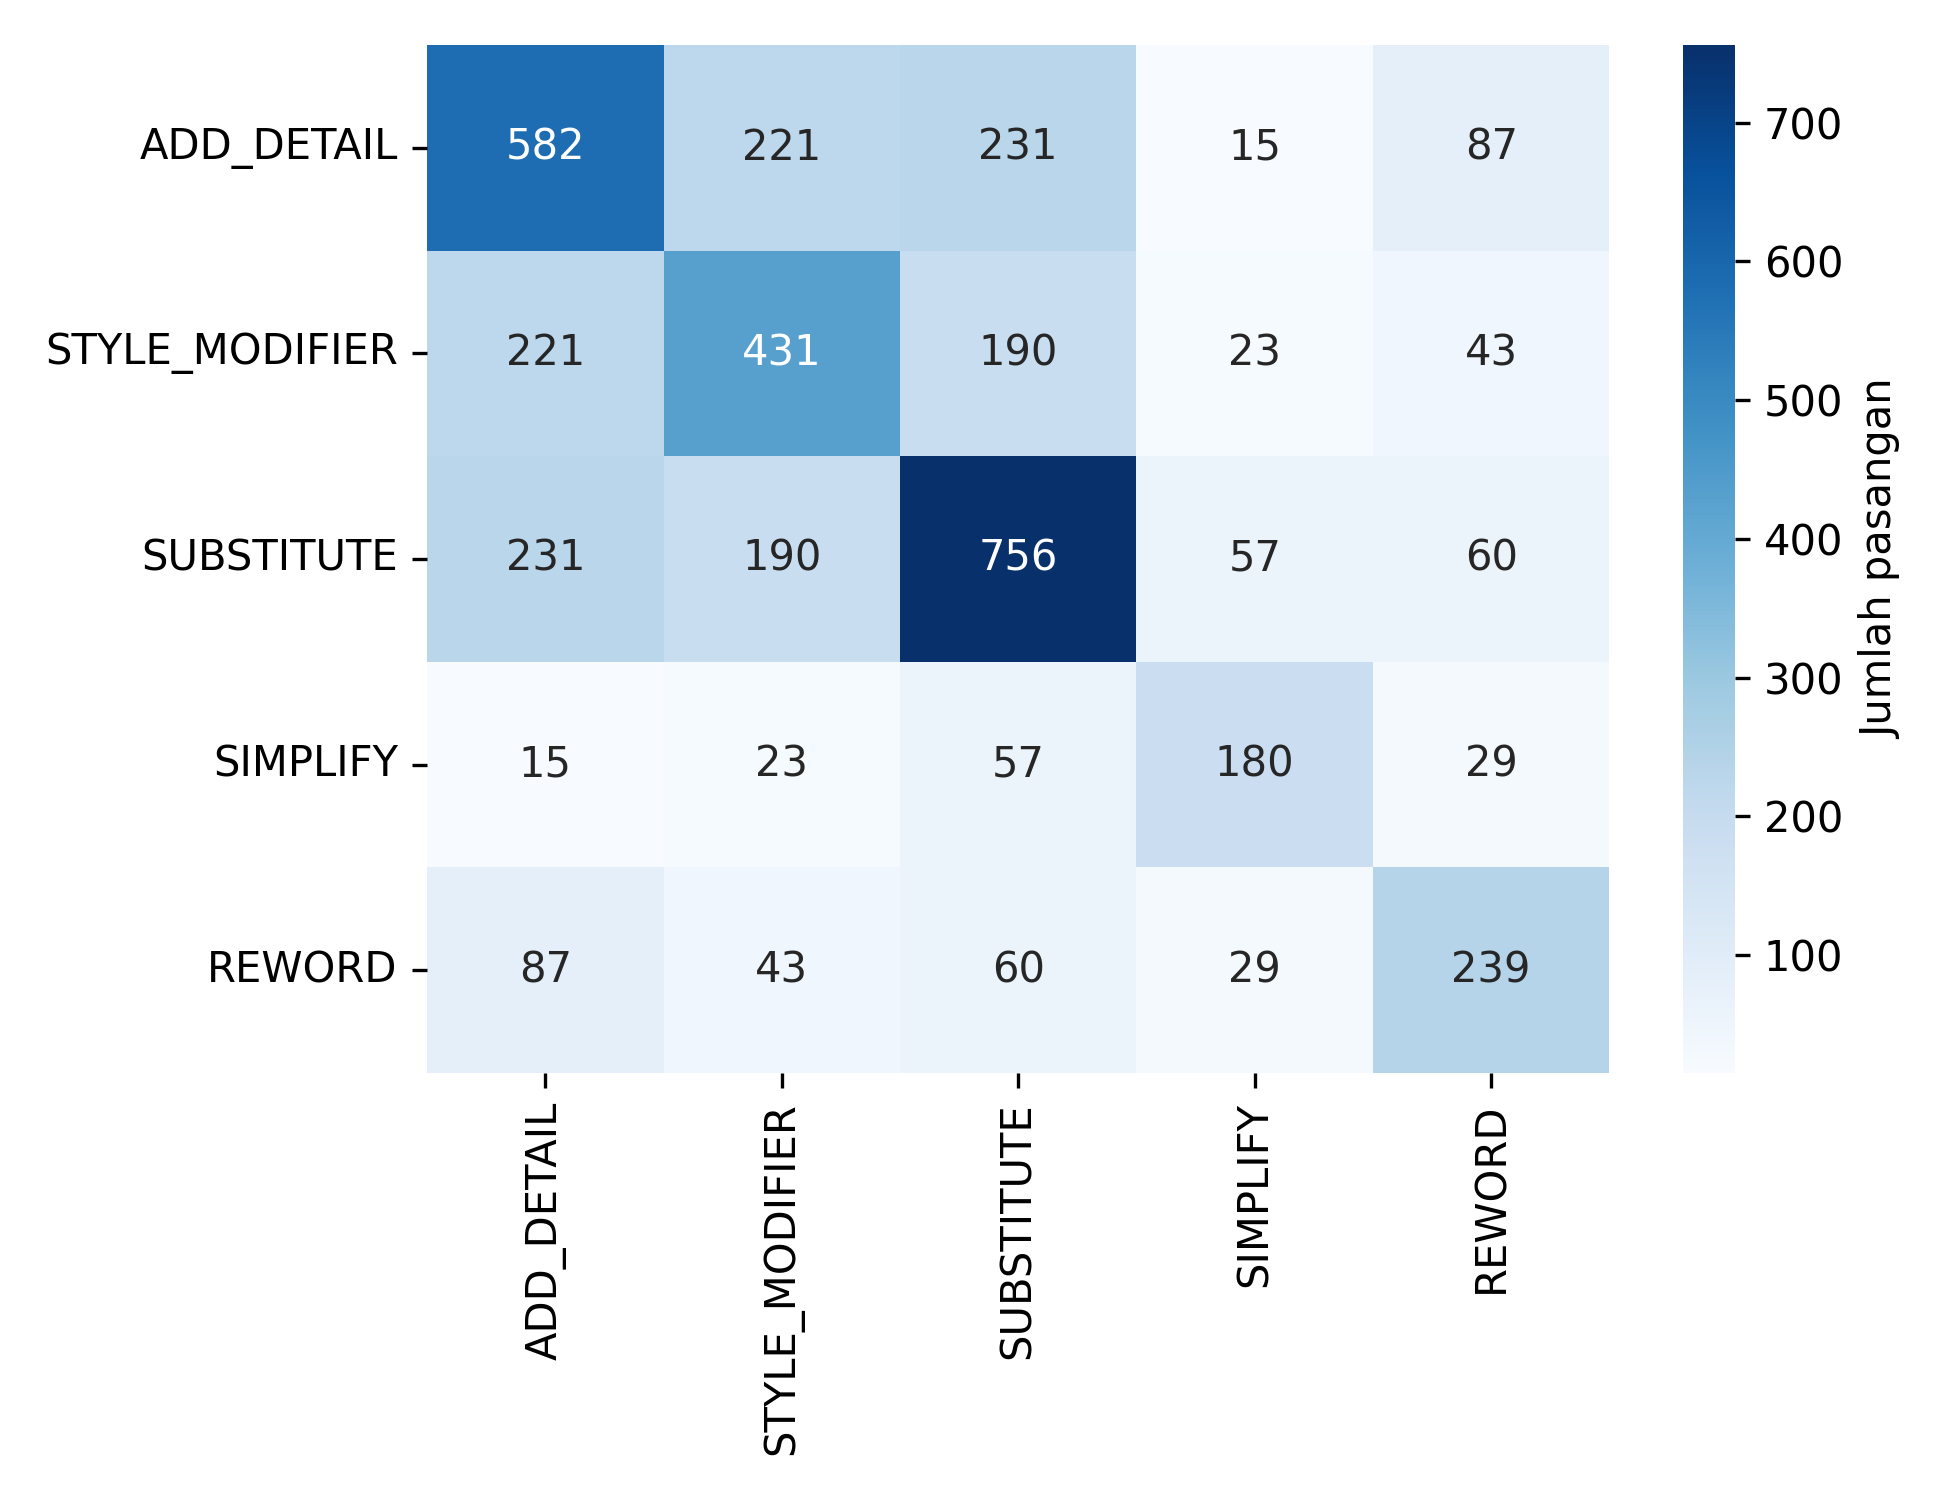 ADD_DETAIL 582 221 231 15 87
STYLE_MODIFIER 221 431 190 23 43
SUBSTITUTE 231 190 756 57 60
SIMPLIFY 15 23 57 180 29
REWORD 87 43 60 29 239
ADD_DETAIL
STYLE_MODIFIER
SUBSTITUTE
SIMPLIFY
REWORD
700
600
500
400
300
200
100
Jumlah pasangan